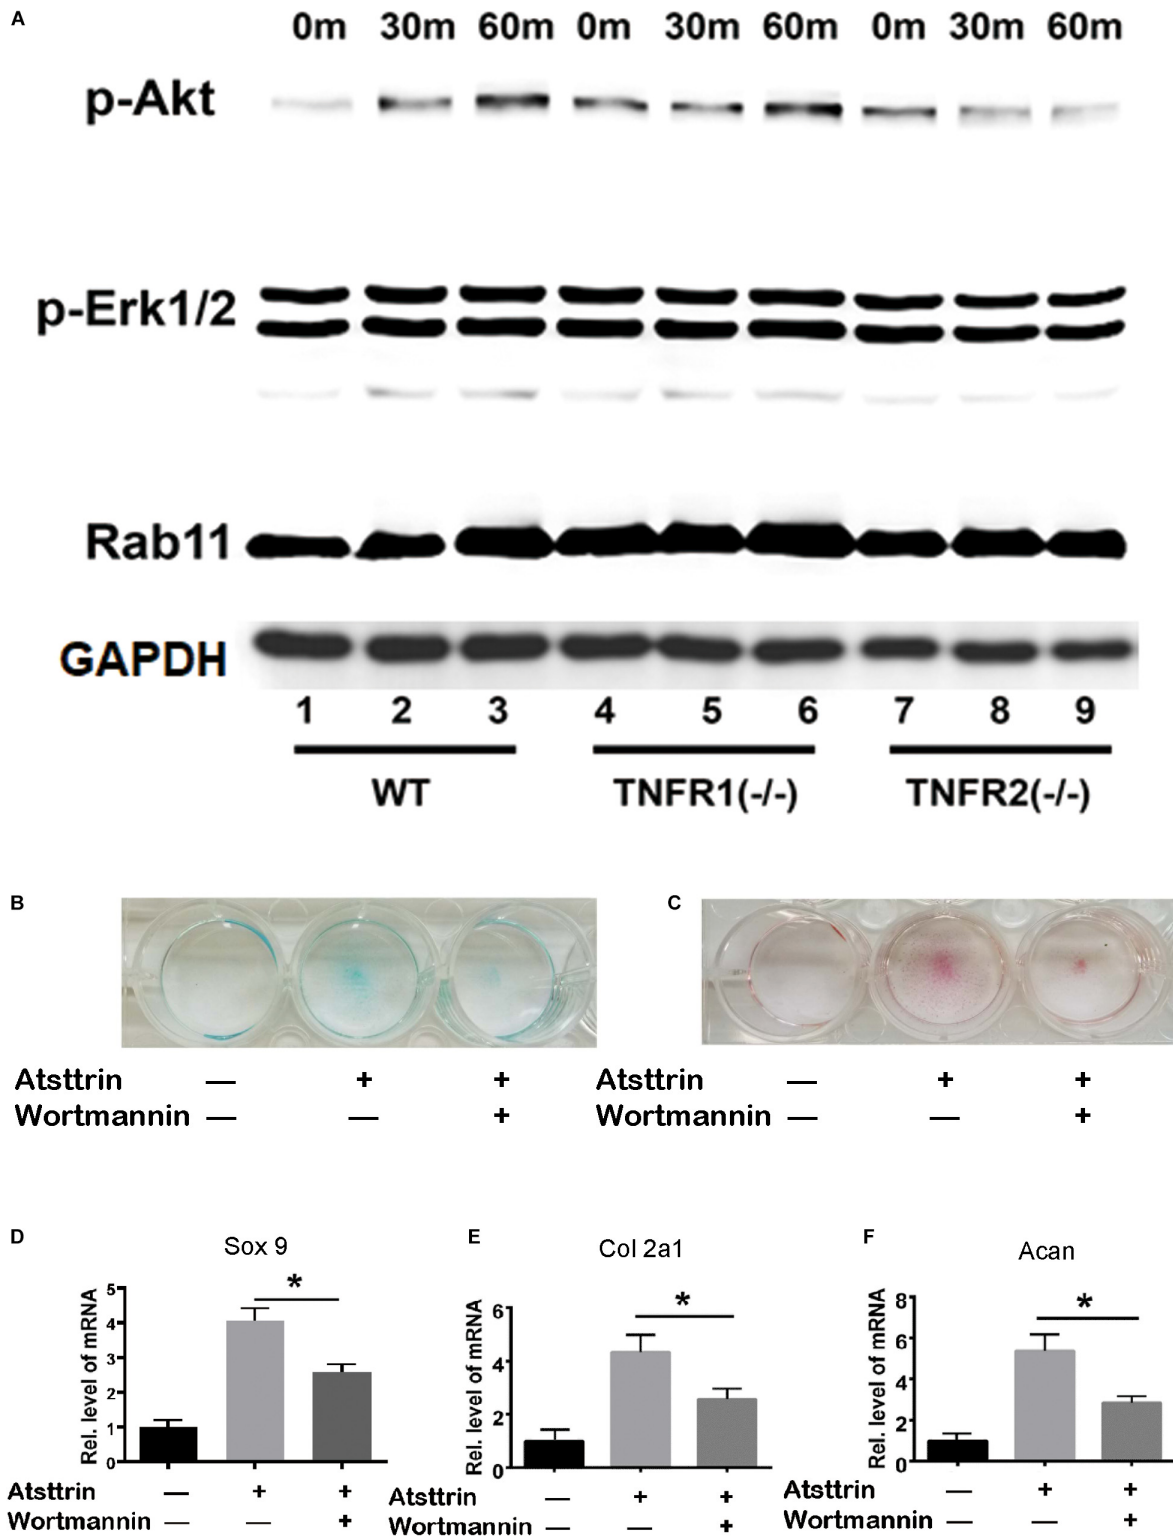 A
0m 30m 60m 0m 30m 60m 0m 30m 60m
p-Akt
p-Erk1/2
Rab11
GAPDH
1 2 3 4 5 6 7 8 9
WT TNFR1(-/-) TNFR2(-/-)
B
Atsttrin — + +
Wortmannin — — +
C
Atsttrin — + +
Wortmannin — — +
D
Sox 9
Rel. level of mRNA
5
4
3
2
1
0
*
Atsttrin — + +
Wortmannin — — +
E
Col 2a1
Rel. level of mRNA
6
4
2
0
*
Atsttrin — + +
Wortmannin — — +
F
Acan
Rel. level of mRNA
8
6
4
2
0
*
Atsttrin — + +
Wortmannin — — +